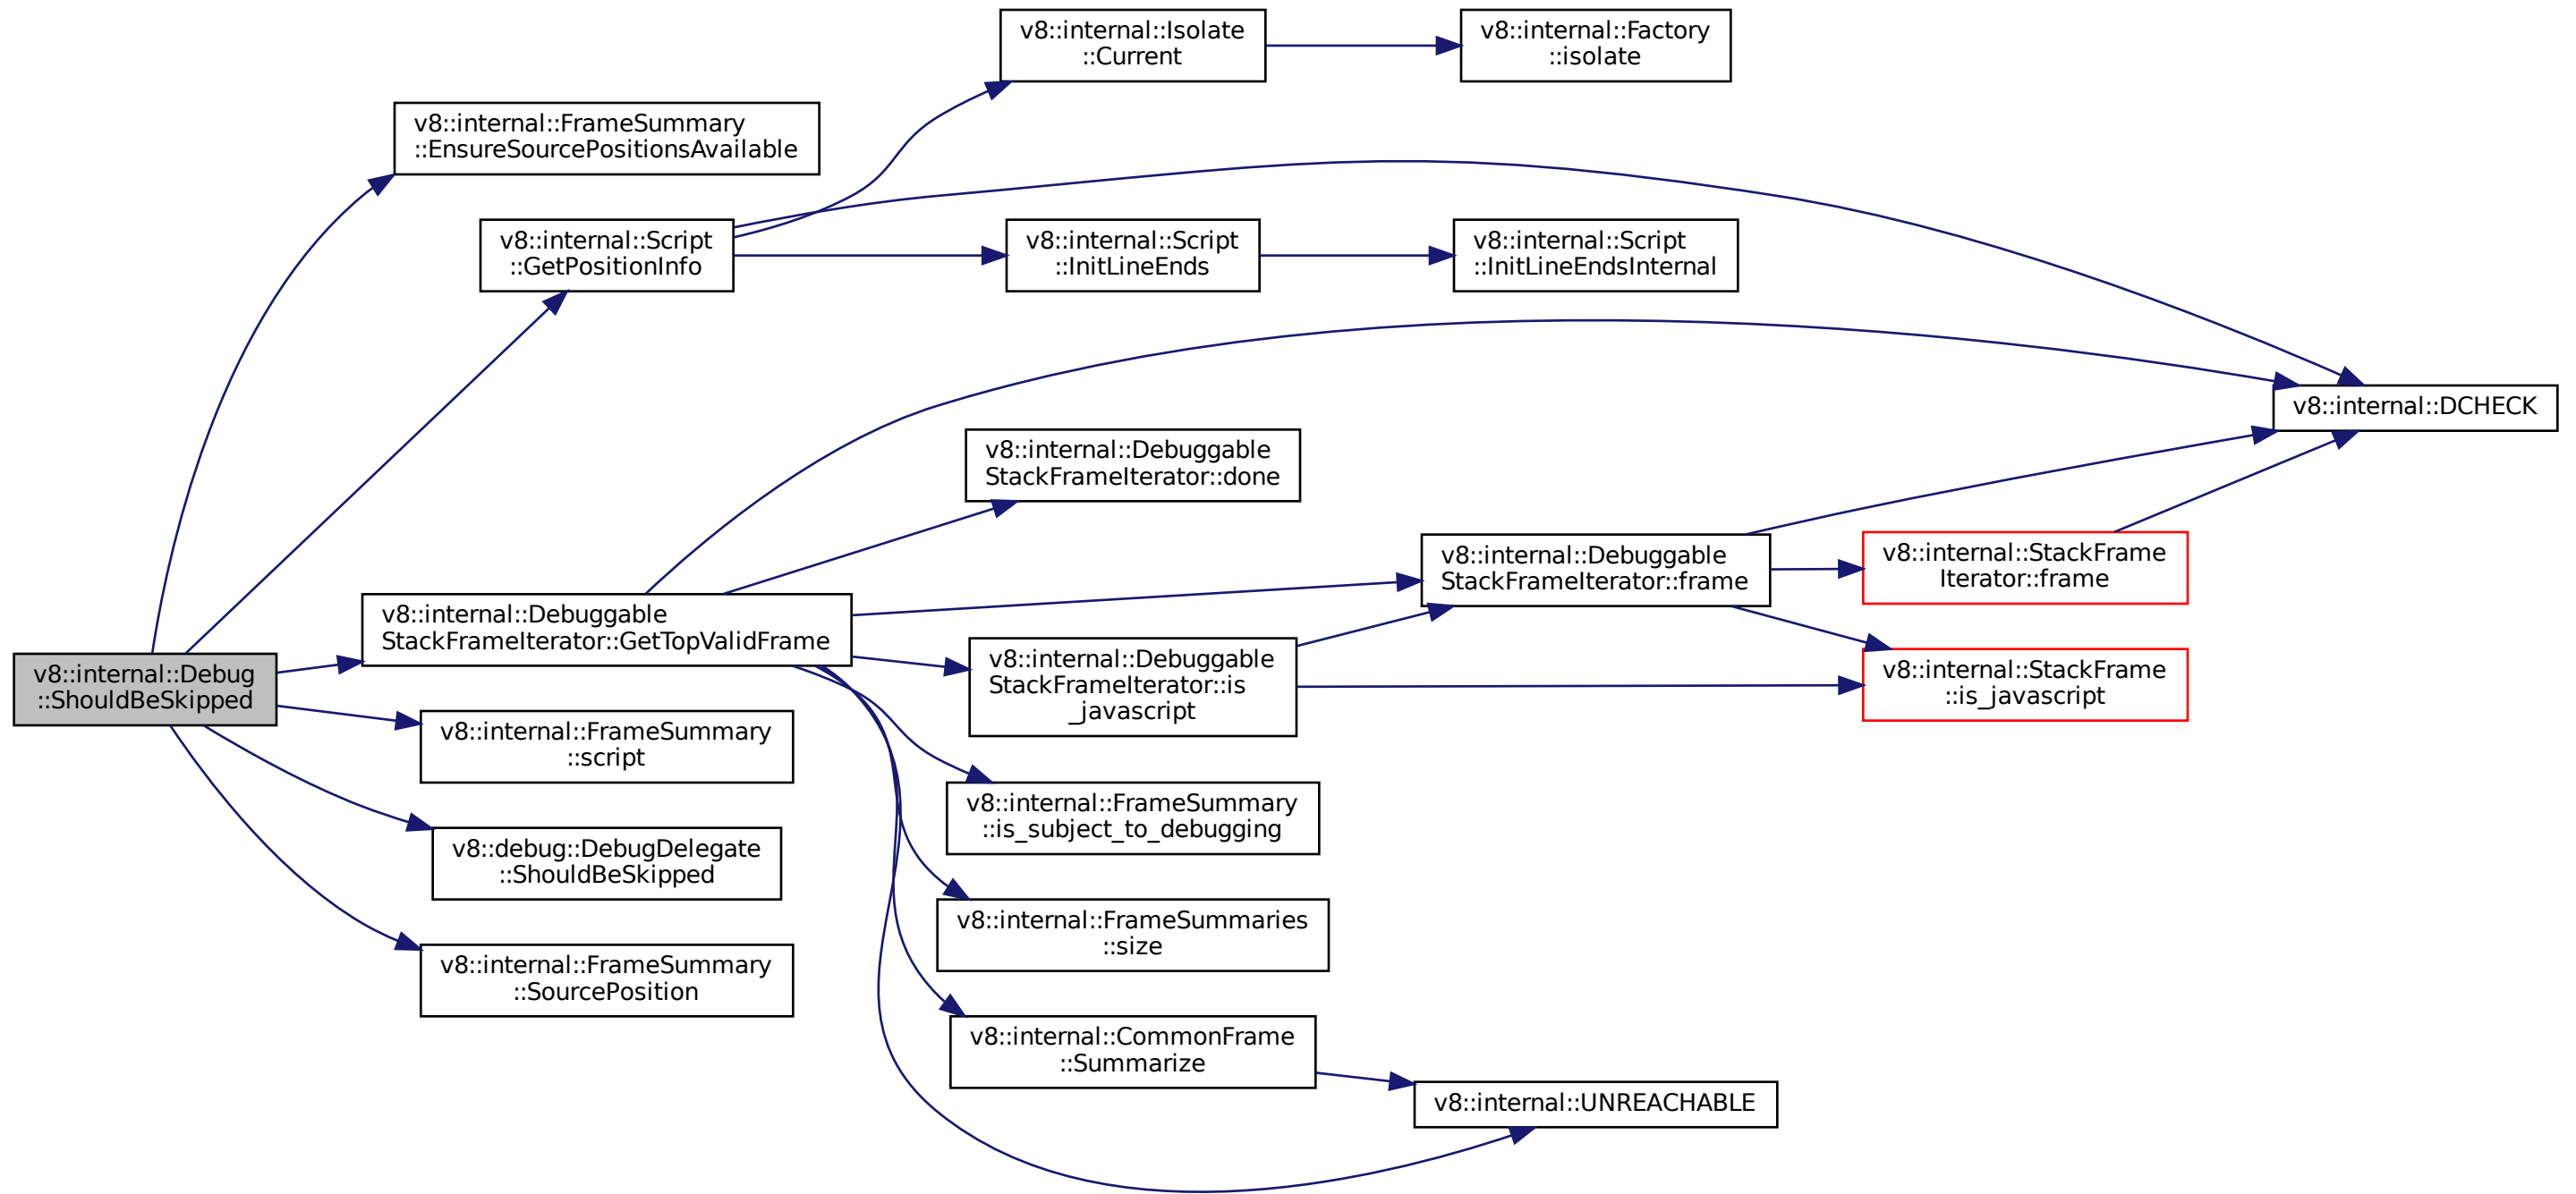 v8::internal::Isolate
::Current
v8::internal::Factory
::isolate
v8::internal::FrameSummary
::EnsureSourcePositionsAvailable
v8::internal::Script
::GetPositionInfo
v8::internal::Script
::InitLineEnds
v8::internal::Script
::InitLineEndsInternal
v8::internal::DCHECK
v8::internal::Debuggable
StackFrameIterator::done
v8::internal::Debuggable
StackFrameIterator::frame
v8::internal::StackFrame
Iterator::frame
v8::internal::Debuggable
StackFrameIterator::GetTopValidFrame
v8::internal::Debuggable
StackFrameIterator::is
_javascript
v8::internal::StackFrame
::is_javascript
v8::internal::Debug
::ShouldBeSkipped
v8::internal::FrameSummary
::script
v8::internal::FrameSummary
::is_subject_to_debugging
v8::debug::DebugDelegate
::ShouldBeSkipped
v8::internal::FrameSummaries
::size
v8::internal::FrameSummary
::SourcePosition
v8::internal::CommonFrame
::Summarize
v8::internal::UNREACHABLE